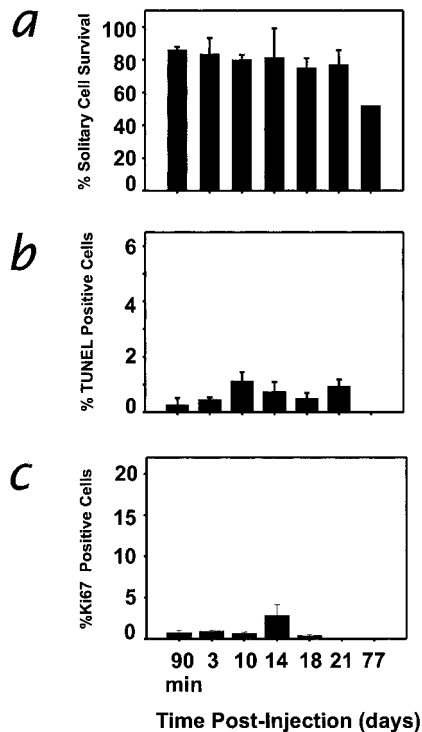 a
% Solitary Cell Survival
100
80
60
40
20
0
b
% TUNEL Positive Cells
6
4
2
0
c
%Ki67 Positive Cells
20
15
10
5
0
90 min 3 10 14 18 21 77
Time Post-Injection (days)